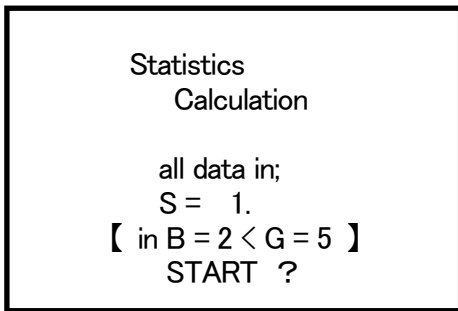 Statistics
Calculation
all data in;
S = 1.
【 in B = 2 < G = 5 】
START ?